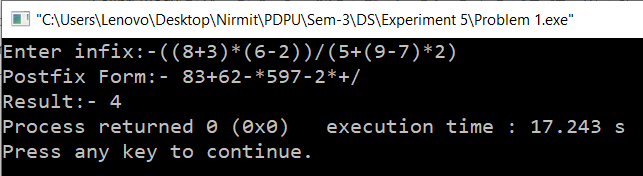 "C:\Users\Lenovo\Desktop\Nirmit\PDPU\Sem-3\DS\Experiment 5\Problem 1.exe"
Enter infix:-((8+3)*(6-2))/(5+(9-7)*2)
Postfix Form:- 83+62-*597-2*+/
Result:- 4
Process returned 0 (0x0)   execution time : 17.243 s
Press any key to continue.